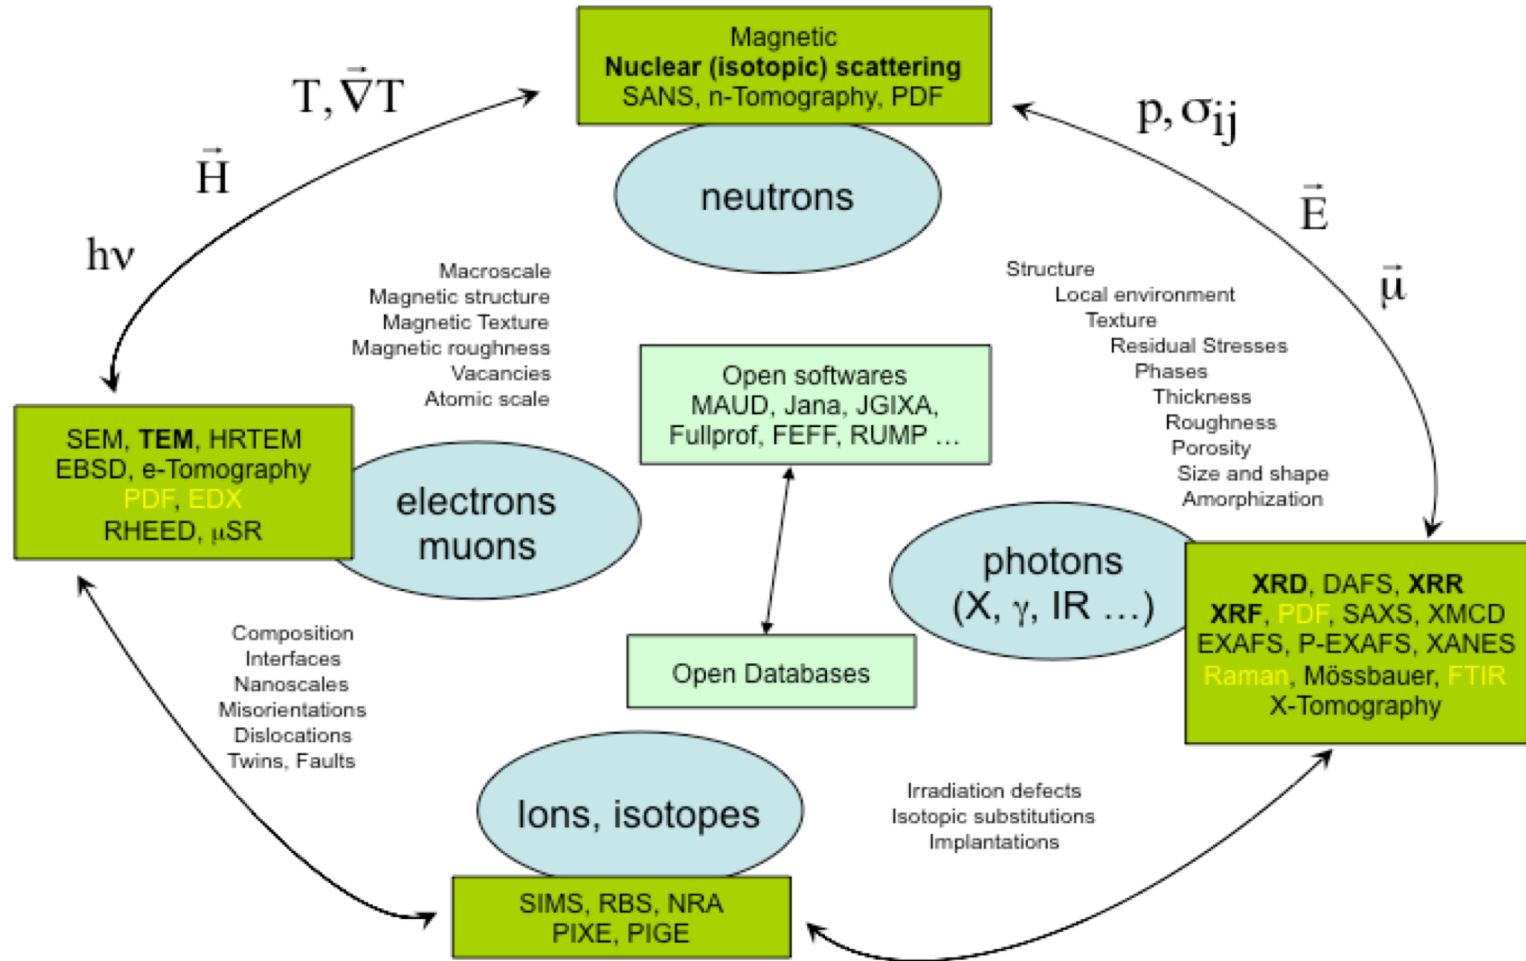 Magnetic
Nuclear (isotopic) scattering
SANS, n-Tomography, PDF
neutrons
T, ∇⃗T
H⃗
hν
p, σij
E⃗
μ⃗
Macroscale
Magnetic structure
Magnetic Texture
Magnetic roughness
Vacancies
Atomic scale
Structure
Local environment
Texture
Residual Stresses
Phases
Thickness
Roughness
Porosity
Size and shape
Amorphization
Open softwares
MAUD, Jana, JGIXA,
Fullprof, FEFF, RUMP ...
SEM, TEM, HRTEM
EBSD, e-Tomography
PDF, EDX
RHEED, μSR
electrons
muons
photons
(X, γ, IR ...)
XRD, DAFS, XRR
XRF, PDF, SAXS, XMCD
EXAFS, P-EXAFS, XANES
Raman, Mössbauer, FTIR
X-Tomography
Open Databases
Composition
Interfaces
Nanoscales
Misorientations
Dislocations
Twins, Faults
Irradiation defects
Isotopic substitutions
Implantations
Ions, isotopes
SIMS, RBS, NRA
PIXE, PIGE